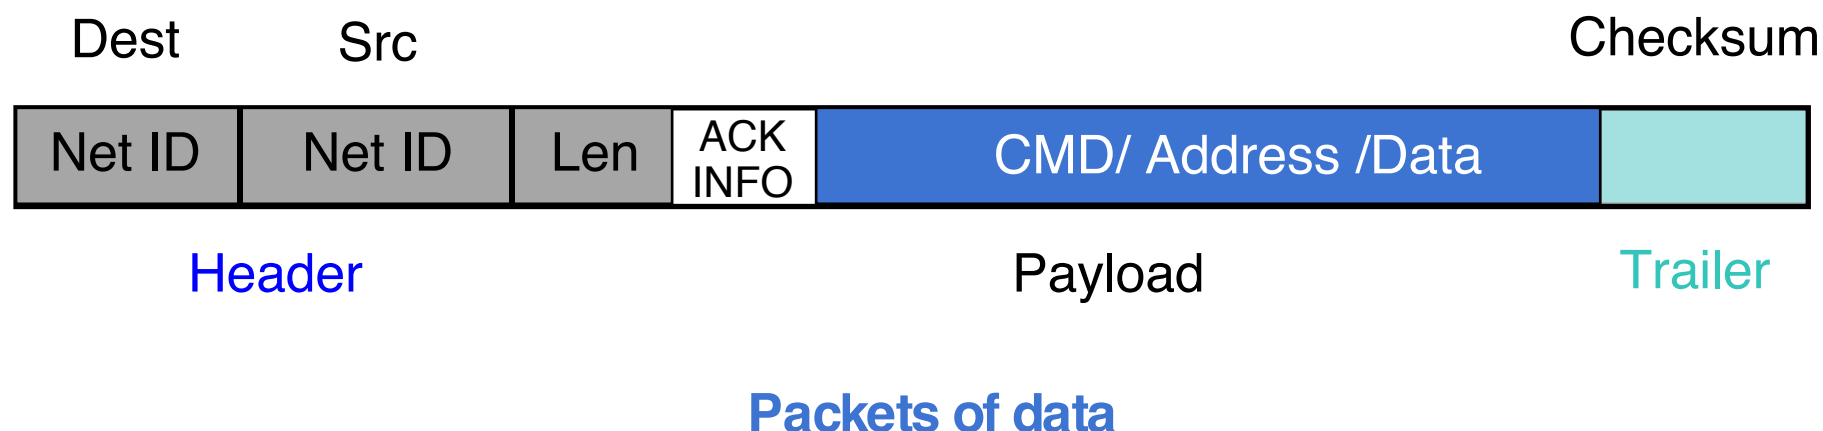 Dest Src Checksum
Net ID Net ID Len ACK INFO CMD/ Address /Data
Header Payload Trailer
Packets of data